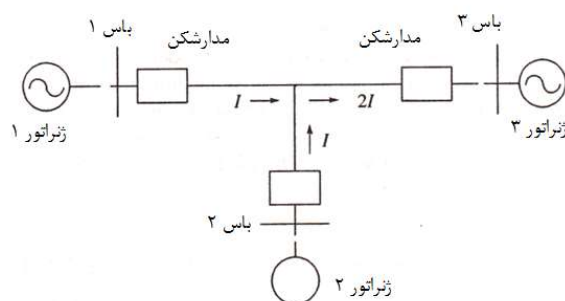 باس ۱
مدارشکن
مدارشکن
باس ۳
I
2I
ژنراتور ۱
ژنراتور ۳
I
باس ۲
ژنراتور ۲